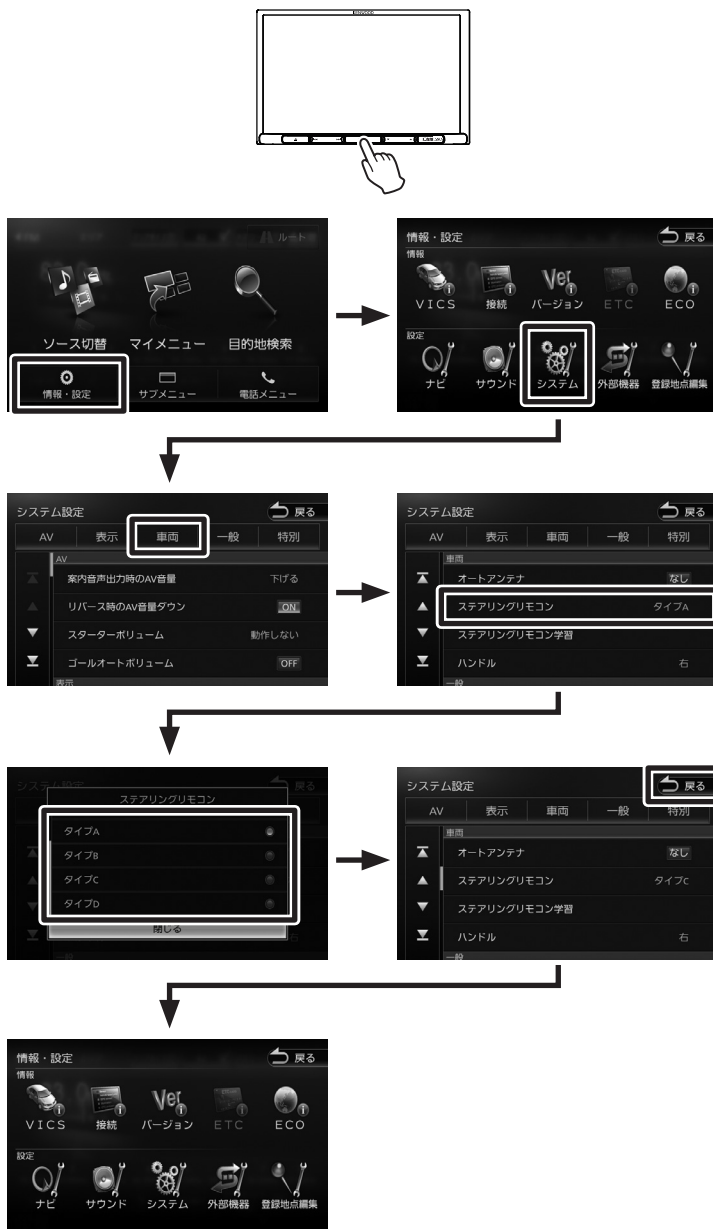 KENWOOD
ルート
ソース切替 マイメニュー 目的地検索
情報・設定 サブメニュー 電話メニュー
情報・設定 戻る
情報
VICS 接続 バージョン ETC ECO
設定
ナビ サウンド システム 外部機器 登録地点編集
システム設定 戻る
AV 表示 車両 一般 特別
AV
案内音声出力時のAV音量 下げる
リバース時のAV音量ダウン ON
スターターボリューム 動作しない
ゴールオートボリューム OFF
表示
システム設定 戻る
AV 表示 車両 一般 特別
車両
オートアンテナ なし
ステアリングリモコン タイプA
ステアリングリモコン学習
ハンドル 右
一般
システム設定 戻る
ステアリングリモコン
タイプA
タイプB
タイプC
タイプD
閉じる
右
一般
システム設定 戻る
AV 表示 車両 一般 特別
車両
オートアンテナ なし
ステアリングリモコン タイプC
ステアリングリモコン学習
ハンドル 右
一般
情報・設定 戻る
情報
VICS 接続 Ver バージョン ETC ECO
設定
ナビ サウンド システム 外部機器 登録地点編集